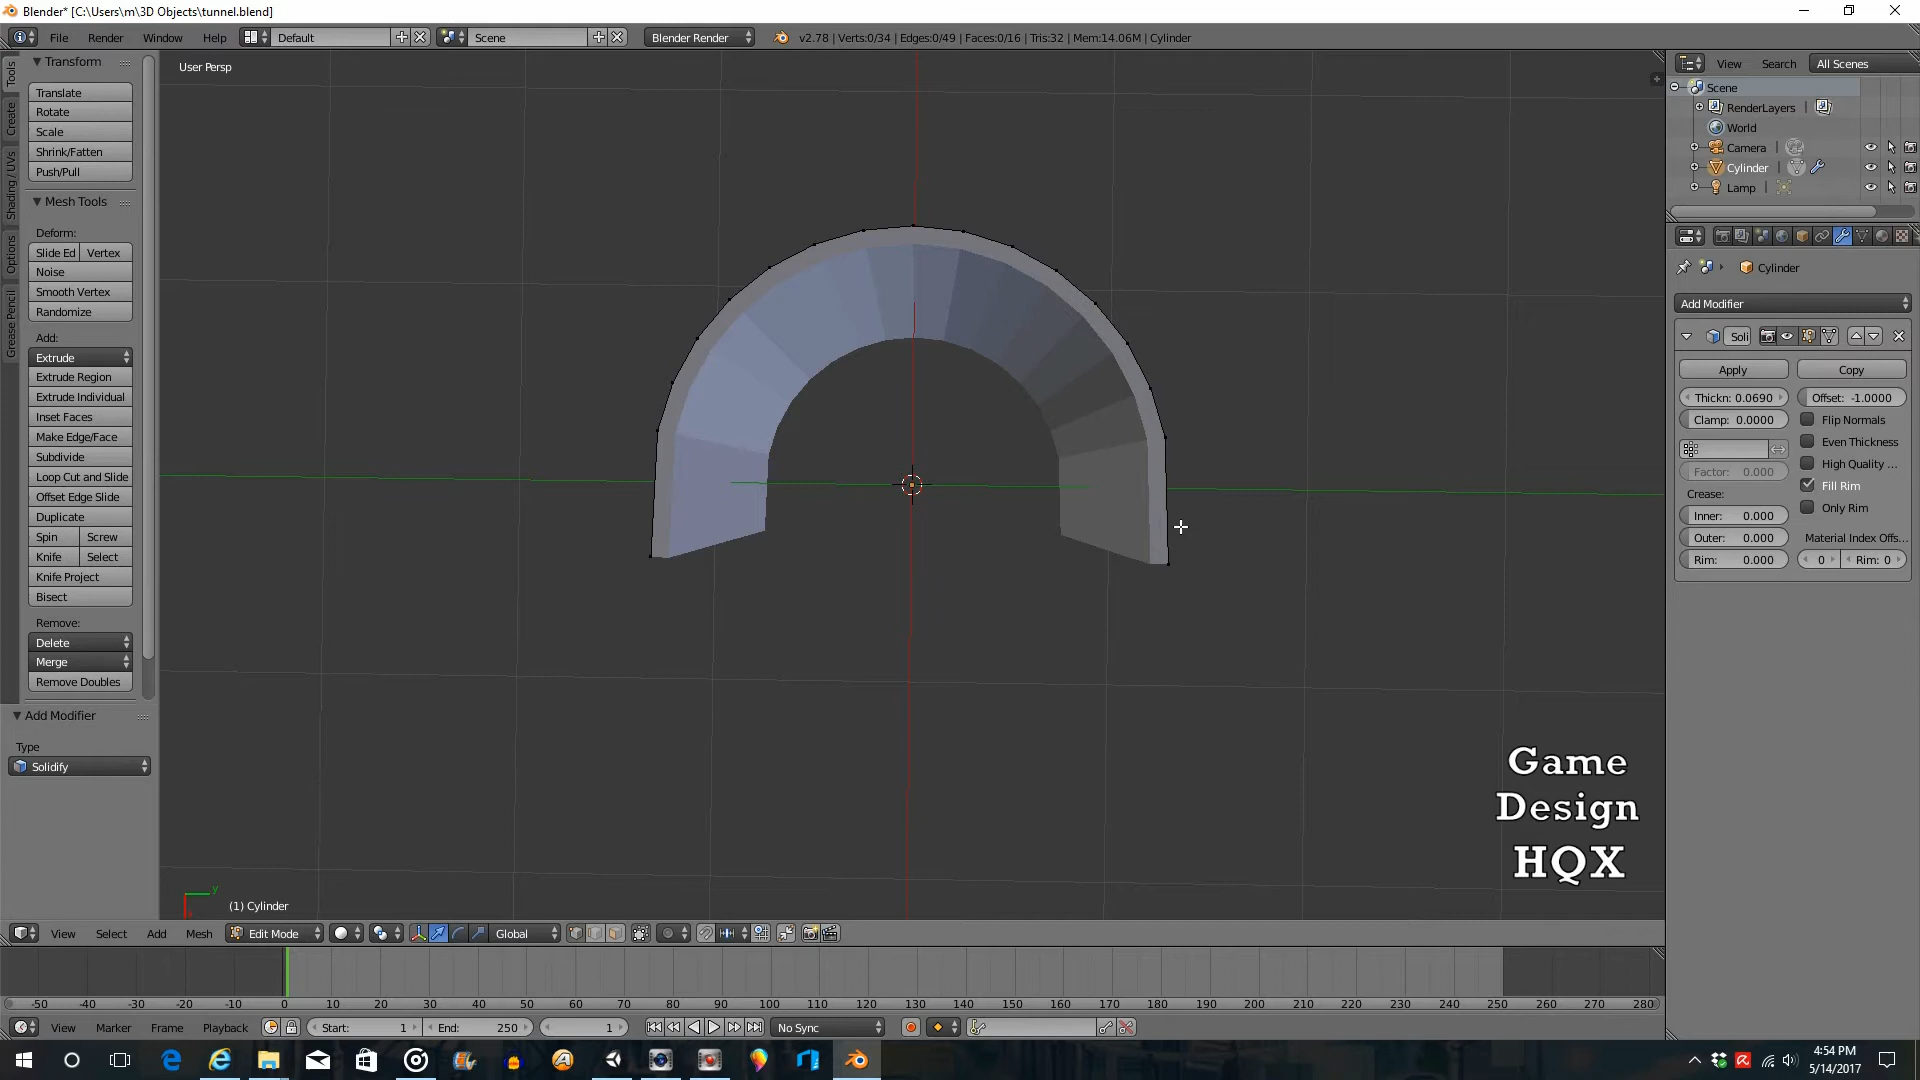 Blender* [C:\Users\m\3D Objects\tunnel.blend]
File Render Window Help Default Scene Blender Render v2.78 | Verts:0/34 | Edges:0/49 | Faces:0/16 | Tris:32 | Mem:14.06M | Cylinder
Tools
Create
Shading / UVs
Options
Grease Pencil
Transform
Translate
Rotate
Scale
Shrink/Fatten
Push/Pull
Mesh Tools
Deform:
Slide Ed Vertex
Noise
Smooth Vertex
Randomize
Add:
Extrude
Extrude Region
Extrude Individual
Inset Faces
Make Edge/Face
Subdivide
Loop Cut and Slide
Offset Edge Slide
Duplicate
Spin Screw
Knife Select
Knife Project
Bisect
Remove:
Delete
Merge
Remove Doubles
Add Modifier
Type
Solidify
User Persp
y
(1) Cylinder
Game
Design
HQX
View Search All Scenes
Scene
RenderLayers |
World
Camera |
Cylinder |
Lamp |
Cylinder
Add Modifier
Soli
Apply Copy
Thickn: 0.0690 Offset: -1.0000
Clamp: 0.0000 Flip Normals
Even Thickness
High Quality ...
Factor: 0.000
Fill Rim
Crease:
Only Rim
Inner: 0.000
Outer: 0.000 Material Index Offs...
Rim: 0.000 0 Rim: 0
View Select Add Mesh Edit Mode Global
-50 -40 -30 -20 -10 0 10 20 30 40 50 60 70 80 90 100 110 120 130 140 150 160 170 180 190 200 210 220 230 240 250 260 270 280
View Marker Frame Playback Start: 1 End: 250 1 No Sync
4:54 PM
5/14/2017